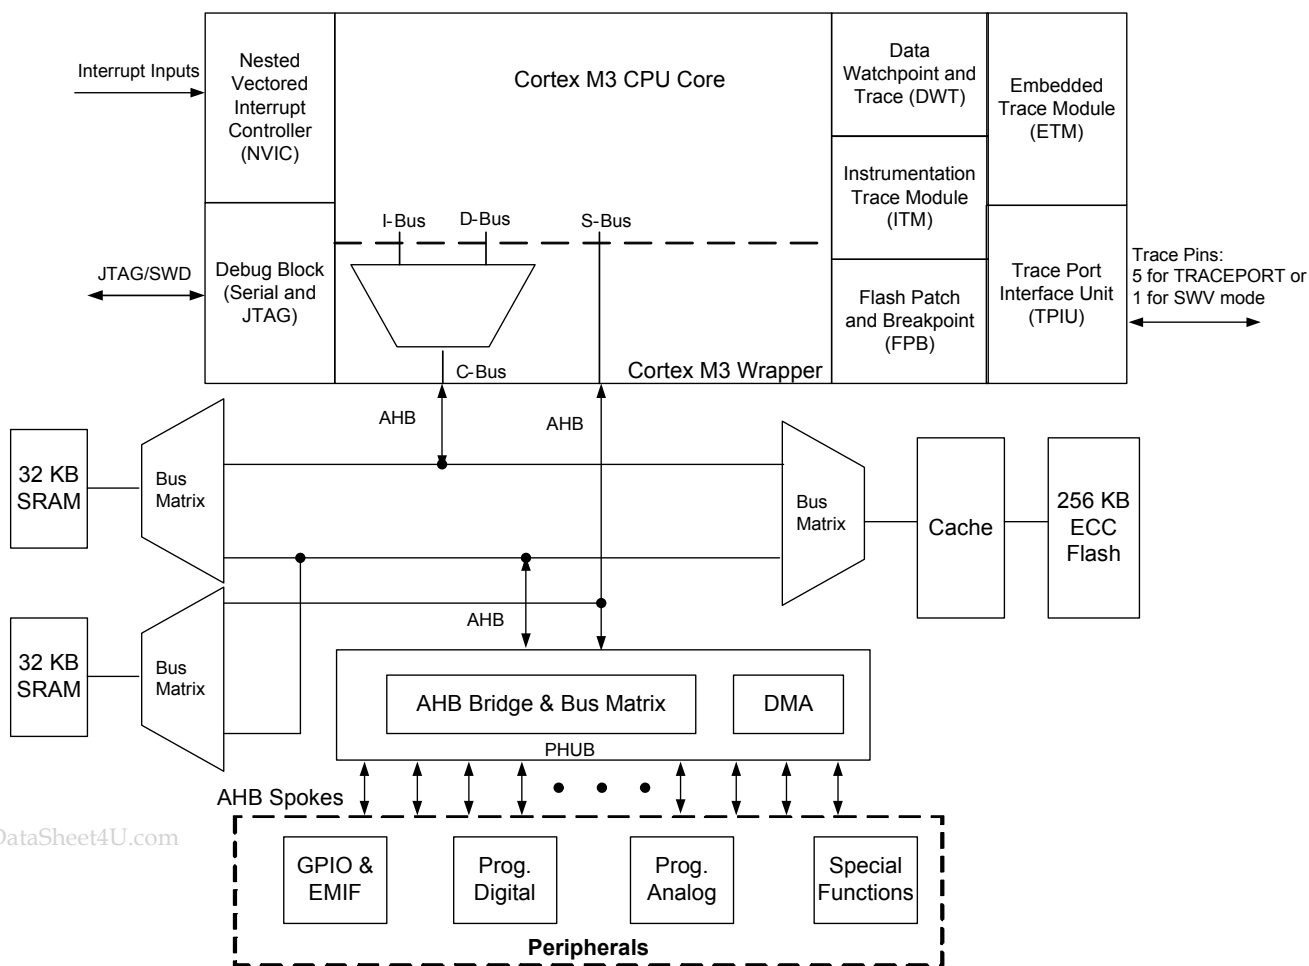 Interrupt Inputs
Nested
Vectored
Interrupt
Controller
(NVIC)
Cortex M3 CPU Core
Data
Watchpoint and
Trace (DWT)
Embedded
Trace Module
(ETM)
Instrumentation
Trace Module
(ITM)
I-Bus
D-Bus
S-Bus
JTAG/SWD
Debug Block
(Serial and
JTAG)
Flash Patch
and Breakpoint
(FPB)
Trace Port
Interface Unit
(TPIU)
Trace Pins:
5 for TRACEPORT or
1 for SWV mode
C-Bus
Cortex M3 Wrapper
AHB
AHB
32 KB
SRAM
Bus
Matrix
Bus
Matrix
Cache
256 KB
ECC
Flash
AHB
32 KB
SRAM
Bus
Matrix
AHB Bridge & Bus Matrix
DMA
PHUB
AHB Spokes
DataSheet4U.com
GPIO &
EMIF
Prog.
Digital
Prog.
Analog
Special
Functions
Peripherals